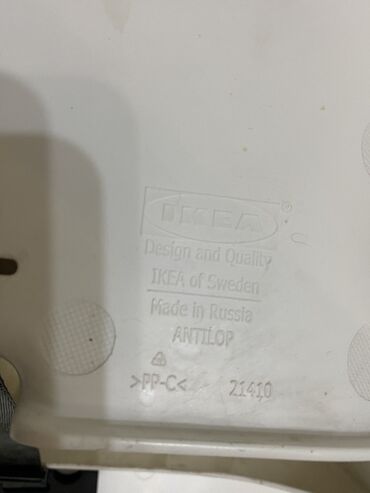 IKEA®
Design and Quality
IKEA of Sweden
Made in Russia
ANTILOP
>PP-C< 21410